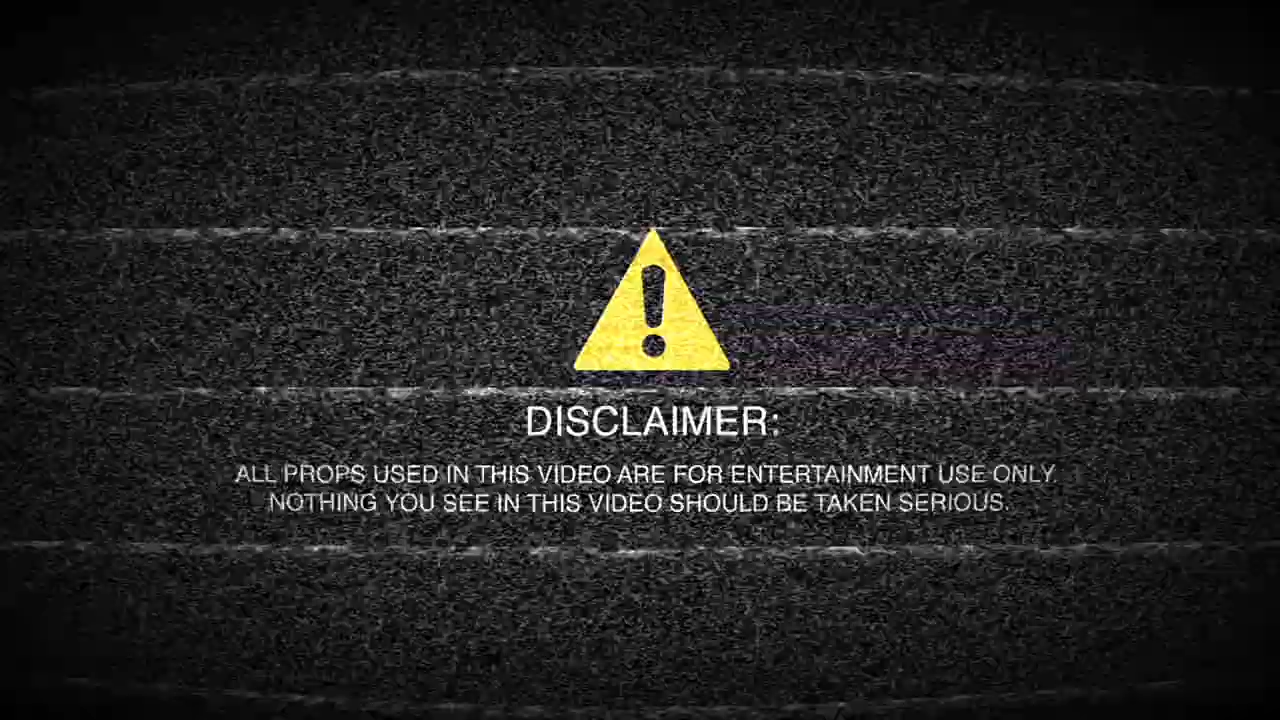 DISCLAIMER:
ALL PROPS USED IN THIS VIDEO ARE FOR ENTERTAINMENT USE ONLY.
NOTHING YOU SEE IN THIS VIDEO SHOULD BE TAKEN SERIOUS.